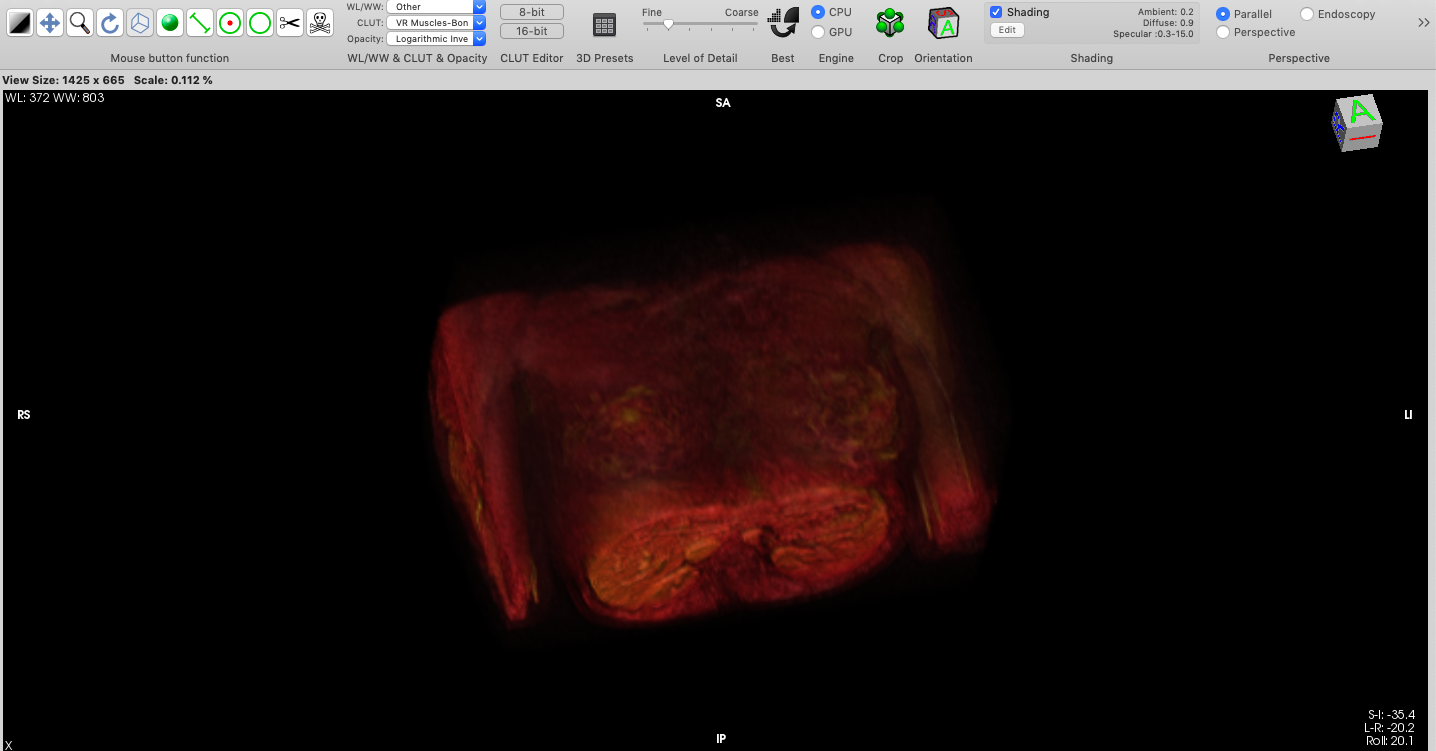 WL/WW: Other
CLUT: VR Muscles-Bon
Opacity: Logarithmic Inve
8-bit
16-bit
Fine Coarse
CPU
GPU
Shading
Edit
Ambient: 0.2
Diffuse: 0.9
Specular :0.3-15.0
Parallel
Endoscopy
Perspective
Mouse button function
WL/WW & CLUT & Opacity
CLUT Editor
3D Presets
Level of Detail
Best
Engine
Crop
Orientation
Shading
Perspective
View Size: 1425 x 665 Scale: 0.112 %
WL: 372 WW: 803
SA
A
I
RS
LI
S-I: -35.4
L-R: -20.2
Roll: 20.1
IP
X